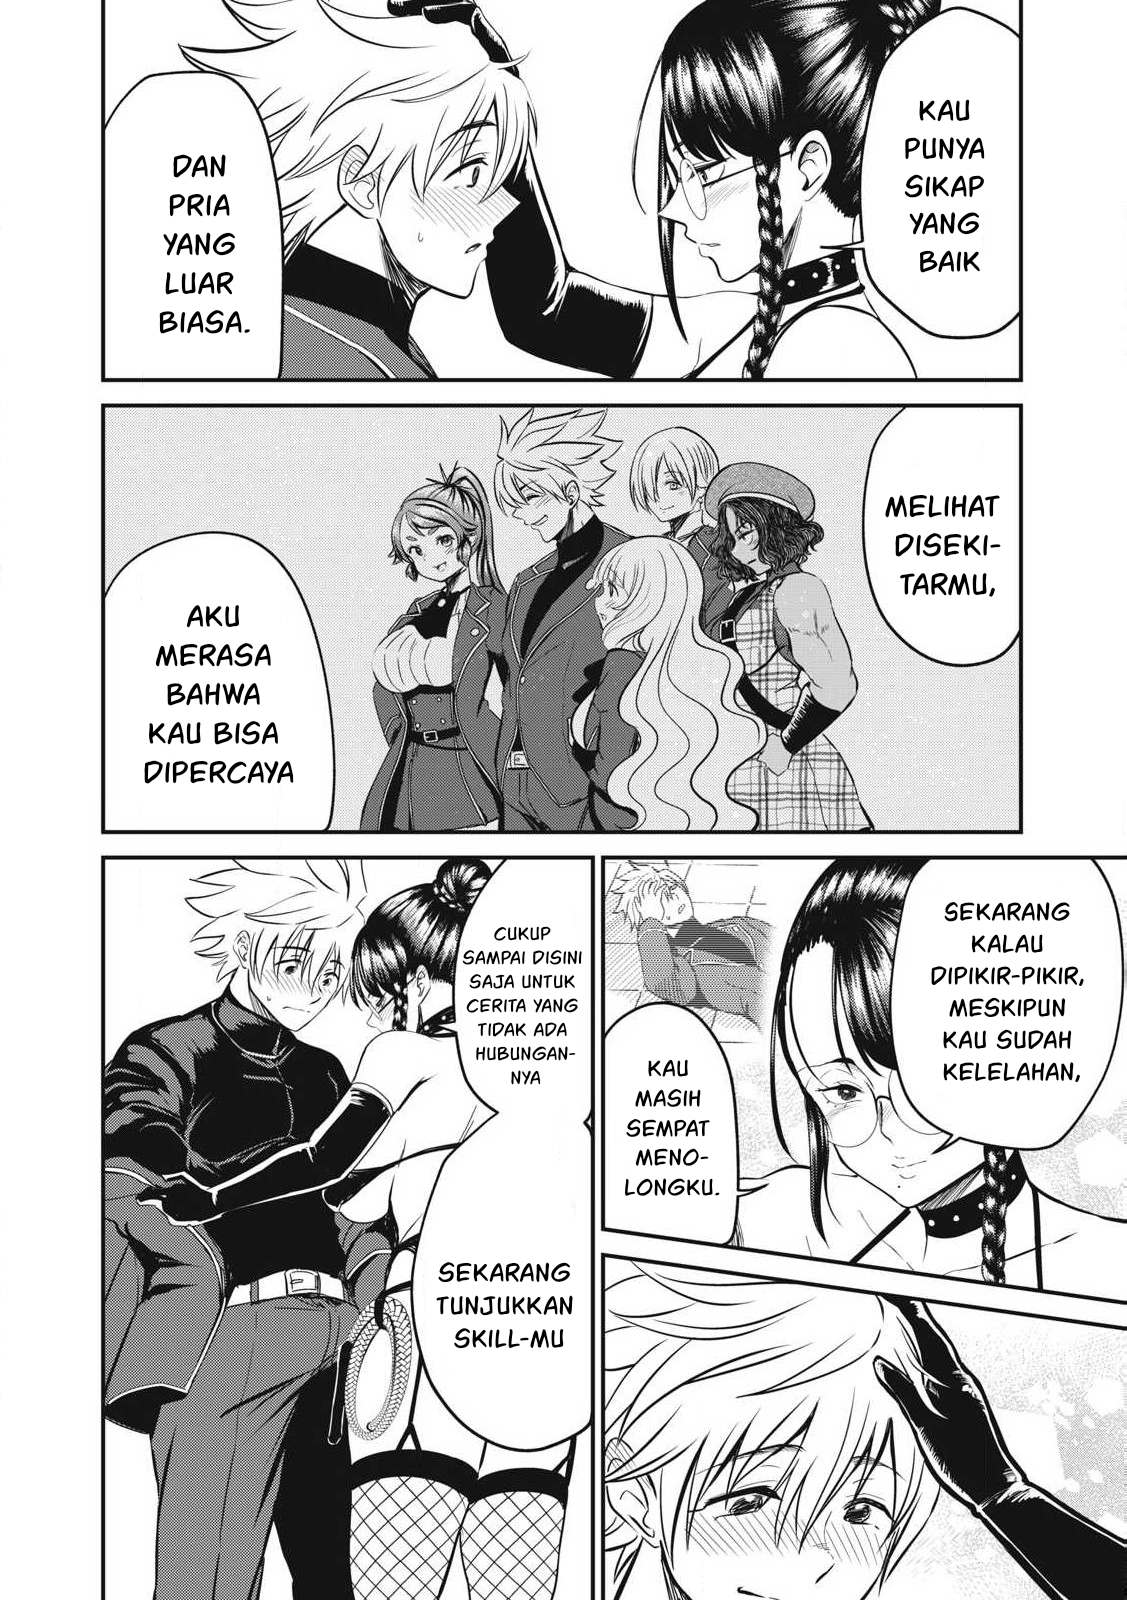 KAU
PUNYA
SIKAP
YANG
BAIK
DAN
PRIA
YANG
LUAR
BIASA.
MELIHAT
DISEKI-
TARMU,
AKU
MERASA
BAHWA
KAU BISA
DIPERCAYA
SEKARANG
KALAU
DIPIKIR-PIKIR,
MESKIPUN
KAU SUDAH
KELELAHAN,
KAU
MASIH
SEMPAT
MENO-
LONGKU.
CUKUP
SAMPAI DISINI
SAJA UNTUK
CERITA YANG
TIDAK ADA
HUBUNGAN-
NYA
SEKARANG
TUNJUKKAN
SKILL-MU